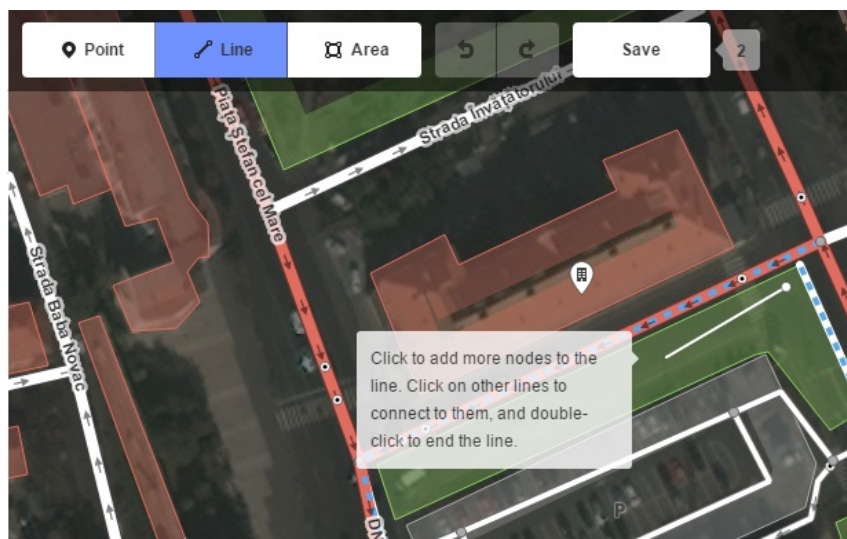 Point
Line
Area
Save
2
Piața Ștefan cel Mare
Strada Învățătorului
Strada Baba Novac
Click to add more nodes to the
line. Click on other lines to
connect to them, and double-
click to end the line.
P
DN